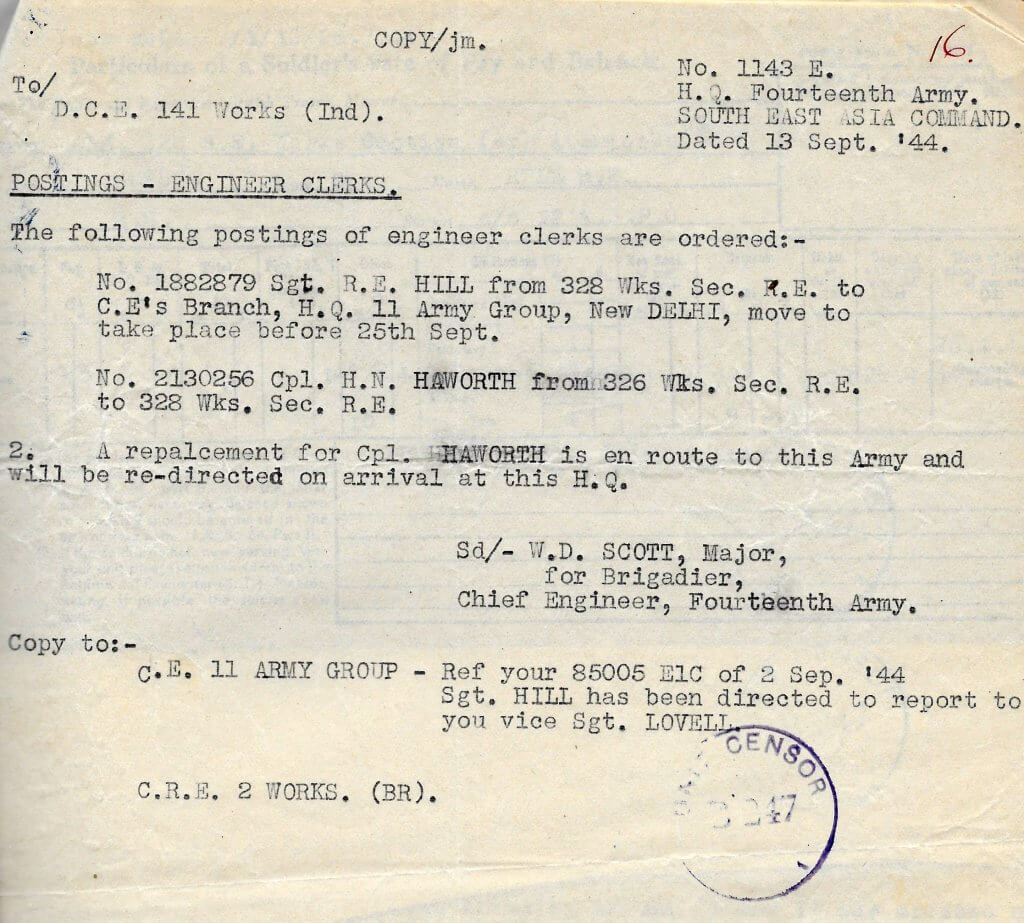 COPY/jm.
16.
To/
D.C.E. 141 Works (Ind).
No. 1143 E.
H.Q. Fourteenth Army.
SOUTH EAST ASIA COMMAND.
Dated 13 Sept. '44.
POSTINGS - ENGINEER CLERKS.
The following postings of engineer clerks are ordered:-
No. 1882879 Sgt. R.E. HILL from 328 Wks. Sec. R.E. to
C.E's Branch, H.Q. 11 Army Group, New DELHI, move to
take place before 25th Sept.
No. 2130256 Cpl. H.N. HAWORTH from 326 Wks. Sec. R.E.
to 328 Wks. Sec. R.E.
2. A repalcement for Cpl. HAWORTH is en route to this Army and
will be re-directed on arrival at this H.Q.
Sd/- W.D. SCOTT, Major,
for Brigadier,
Chief Engineer, Fourteenth Army.
Copy to:-
C.E. 11 ARMY GROUP - Ref your 85005 E1C of 2 Sep. '44
Sgt. HILL has been directed to report to
you vice Sgt. LOVELL.
CENSOR
C.R.E. 2 WORKS. (BR).